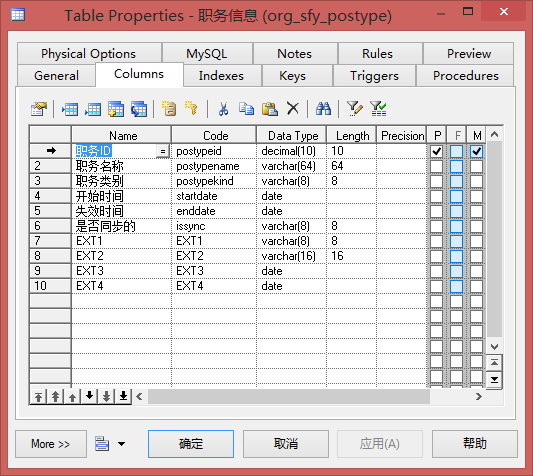 Table Properties - 职务信息 (org_sfy_postype)
Physical Options MySQL Notes Rules Preview
General Columns Indexes Keys Triggers Procedures
Name Code Data Type Length Precision P F M
职务ID = postypeid decimal(10) 10
2 职务名称 postypename varchar(64) 64
3 职务类别 postypekind varchar(8) 8
4 开始时间 startdate date
5 失效时间 enddate date
6 是否同步的 issync varchar(8) 8
7 EXT1 EXT1 varchar(8) 8
8 EXT2 EXT2 varchar(16) 16
9 EXT3 EXT3 date
10 EXT4 EXT4 date
More >> 确定 取消 应用(A) 帮助